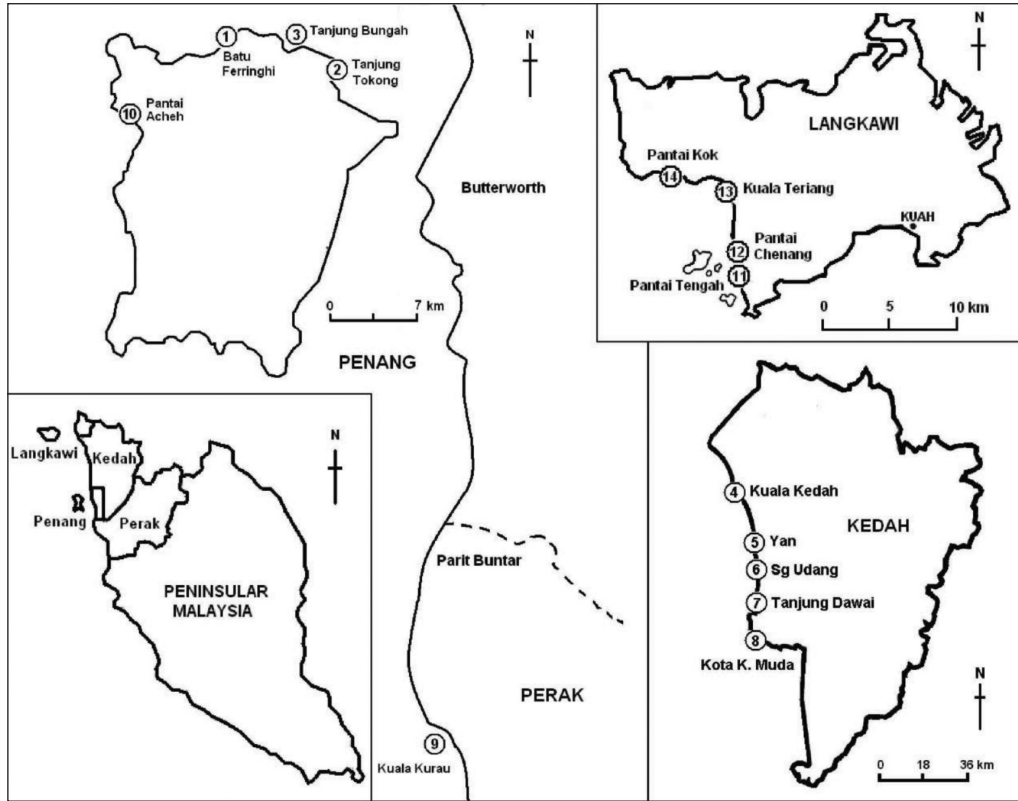 1
Batu
Ferringhi
3
Tanjung Bungah
2
Tanjung
Tokong
10
Pantai
Acheh
N
Butterworth
0 7 km
PENANG
Parit Buntar
PERAK
9
Kuala Kurau
N
LANGKAWI
Pantai Kok
14
13
Kuala Teriang
KUAH
12
Pantai
Chenang
Pantai Tengah
11
0 5 10 km
Langkawi
Kedah
N
Penang
Perak
PENINSULAR
MALAYSIA
4 Kuala Kedah
KEDAH
5 Yan
6 Sg Udang
7 Tanjung Dawai
8
Kota K. Muda
N
0 18 36 km